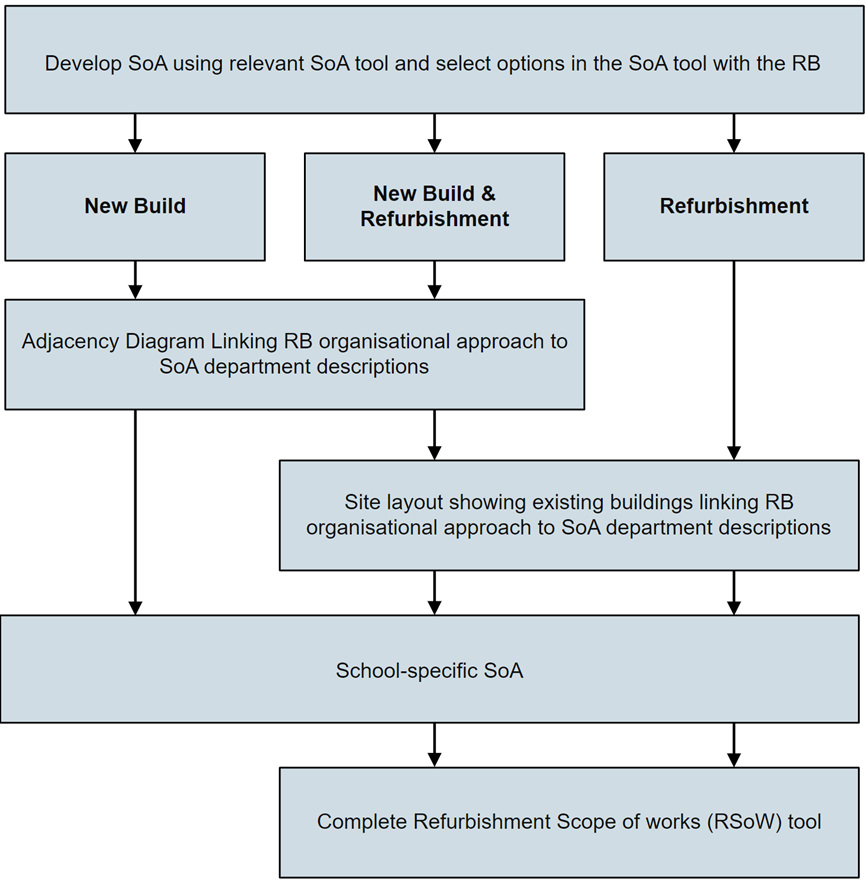 Develop SoA using relevant SoA tool and select options in the SoA tool with the RB
New Build
New Build &
Refurbishment
Refurbishment
Adjacency Diagram Linking RB organisational approach to
SoA department descriptions
Site layout showing existing buildings linking RB
organisational approach to SoA department descriptions
School-specific SoA
Complete Refurbishment Scope of works (RSoW) tool